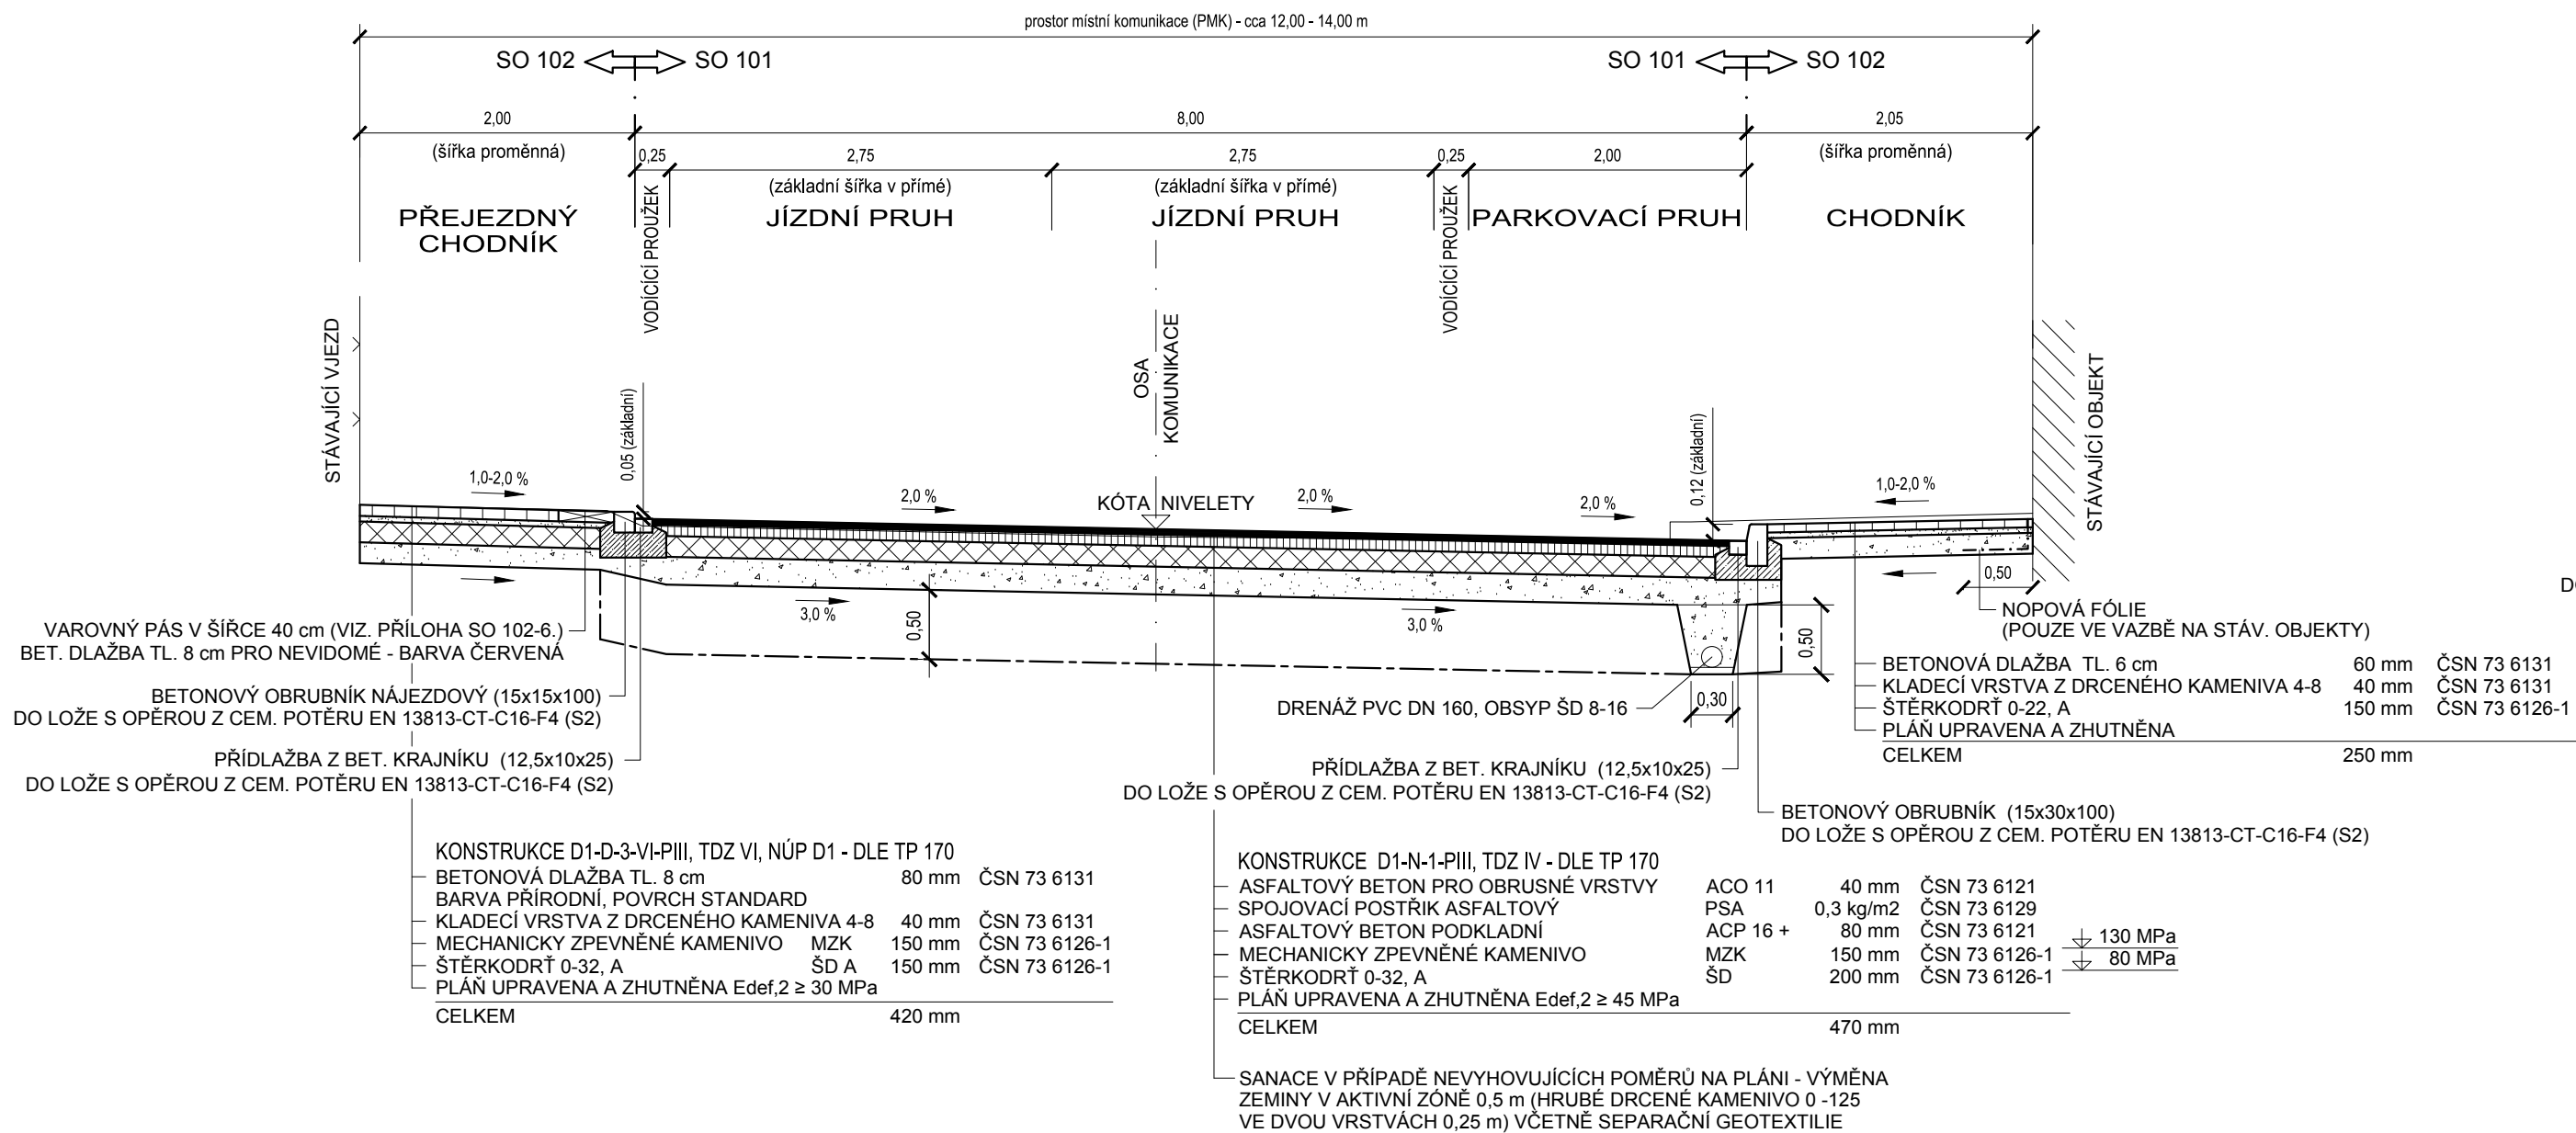 prostor místní komunikace (PMK) - cca 12,00 - 14,00 m
SO 102
SO 101
SO 101
SO 102
2,00
8,00
2,05
(šířka proměnná)
(šířka proměnná)
0,25
2,75
2,75
0,25
2,00
(základní šířka v přímé)
(základní šířka v přímé)
PŘEJEZDNÝ
CHODNÍK
VODÍCÍCÍ PROUŽEK
JÍZDNÍ PRUH
JÍZDNÍ PRUH
VODÍCÍCÍ PROUŽEK
PARKOVACÍ PRUH
CHODNÍK
STÁVAJÍCÍ VJEZD
OSA
KOMUNIKACE
STÁVAJÍCÍ OBJEKT
0,05 (základní)
0,12 (základní)
1,0-2,0 %
2,0 %
KÓTA NIVELETY
2,0 %
2,0 %
1,0-2,0 %
3,0 %
0,50
3,0 %
0,50
0,30
0,50
DO
NOPOVÁ FÓLIE
(POUZE VE VAZBĚ NA STÁV. OBJEKTY)
VAROVNÝ PÁS V ŠÍŘCE 40 cm (VIZ. PŘÍLOHA SO 102-6.)
BET. DLAŽBA TL. 8 cm PRO NEVIDOMÉ - BARVA ČERVENÁ
BETONOVÝ OBRUBNÍK NÁJEZDOVÝ (15x15x100)
DO LOŽE S OPĚROU Z CEM. POTĚRU EN 13813-CT-C16-F4 (S2)
PŘÍDLAŽBA Z BET. KRAJNÍKU (12,5x10x25)
DO LOŽE S OPĚROU Z CEM. POTĚRU EN 13813-CT-C16-F4 (S2)
DRENÁŽ PVC DN 160, OBSYP ŠD 8-16
PŘÍDLAŽBA Z BET. KRAJNÍKU (12,5x10x25)
DO LOŽE S OPĚROU Z CEM. POTĚRU EN 13813-CT-C16-F4 (S2)
BETONOVÁ DLAŽBA TL. 6 cm 60 mm ČSN 73 6131
KLADECÍ VRSTVA Z DRCENÉHO KAMENIVA 4-8 40 mm ČSN 73 6131
ŠTĚRKODRŤ 0-22, A 150 mm ČSN 73 6126-1
PLÁŇ UPRAVENA A ZHUTNĚNA
CELKEM 250 mm
BETONOVÝ OBRUBNÍK (15x30x100)
DO LOŽE S OPĚROU Z CEM. POTĚRU EN 13813-CT-C16-F4 (S2)
KONSTRUKCE D1-D-3-VI-PIII, TDZ VI, NÚP D1 - DLE TP 170
BETONOVÁ DLAŽBA TL. 8 cm 80 mm ČSN 73 6131
BARVA PŘÍRODNÍ, POVRCH STANDARD
KLADECÍ VRSTVA Z DRCENÉHO KAMENIVA 4-8 40 mm ČSN 73 6131
MECHANICKY ZPEVNĚNÉ KAMENIVO MZK 150 mm ČSN 73 6126-1
ŠTĚRKODRŤ 0-32, A ŠD A 150 mm ČSN 73 6126-1
PLÁŇ UPRAVENA A ZHUTNĚNA Edef,2 ≥ 30 MPa
CELKEM 420 mm
KONSTRUKCE D1-N-1-PIII, TDZ IV - DLE TP 170
ASFALTOVÝ BETON PRO OBRUSNÉ VRSTVY ACO 11 40 mm ČSN 73 6121
SPOJOVACÍ POSTŘIK ASFALTOVÝ PSA 0,3 kg/m2 ČSN 73 6129
ASFALTOVÝ BETON PODKLADNÍ ACP 16 + 80 mm ČSN 73 6121
130 MPa
MECHANICKY ZPEVNĚNÉ KAMENIVO MZK 150 mm ČSN 73 6126-1
80 MPa
ŠTĚRKODRŤ 0-32, A ŠD 200 mm ČSN 73 6126-1
PLÁŇ UPRAVENA A ZHUTNĚNA Edef,2 ≥ 45 MPa
CELKEM 470 mm
SANACE V PŘÍPADĚ NEVYHOVUJÍCÍCH POMĚRŮ NA PLÁNI - VÝMĚNA
ZEMINY V AKTIVNÍ ZÓNĚ 0,5 m (HRUBÉ DRCENÉ KAMENIVO 0 -125
VE DVOU VRSTVÁCH 0,25 m) VČETNĚ SEPARAČNÍ GEOTEXTILIE